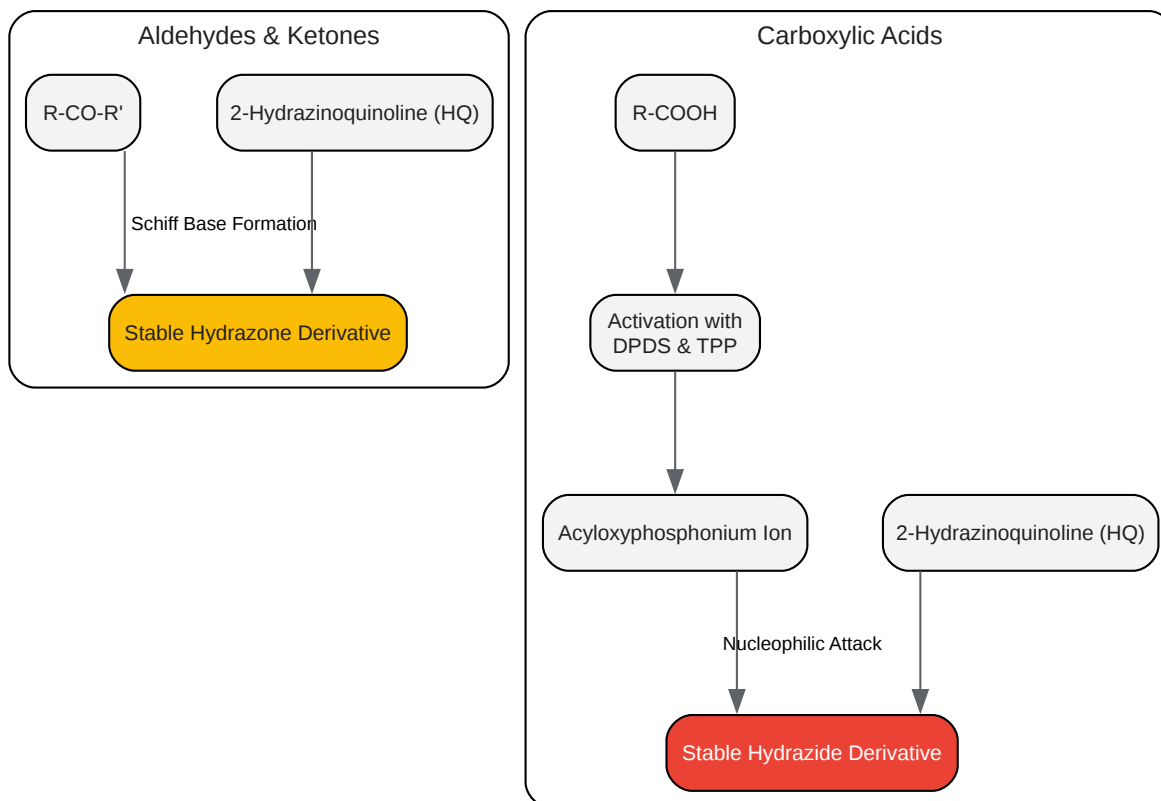 Aldehydes & Ketones
R-CO-R'
2-Hydrazinoquinoline (HQ)
Schiff Base Formation
Stable Hydrazone Derivative
Carboxylic Acids
R-COOH
Activation with
DPDS & TPP
Acyloxyphosphonium Ion
2-Hydrazinoquinoline (HQ)
Nucleophilic Attack
Stable Hydrazide Derivative